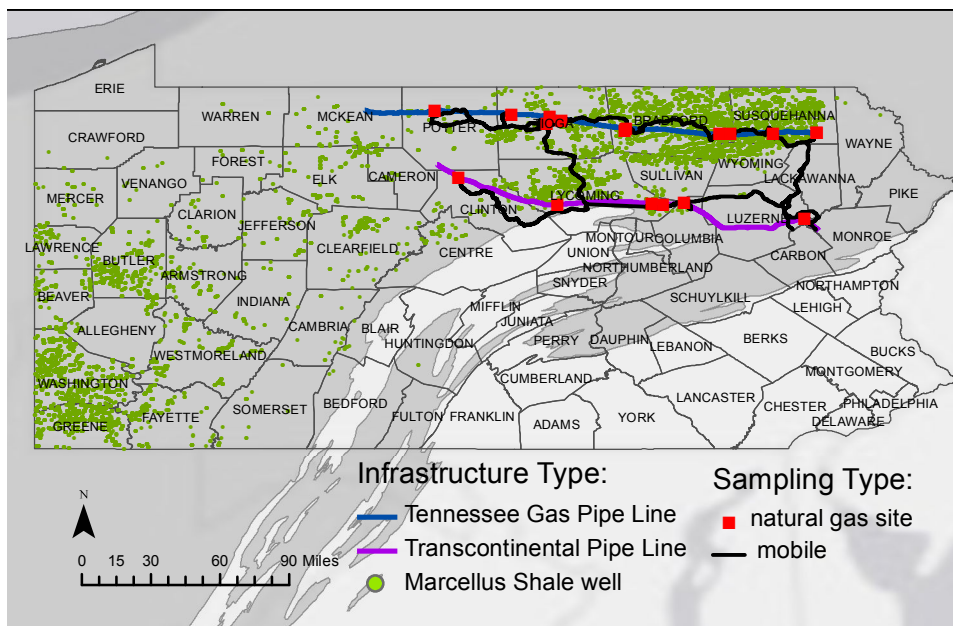 ERIE
WARREN
MCKEAN
POTTER
TIOGA
BRADFORD
SUSQUEHANNA
CRAWFORD
WAYNE
FOREST
WYOMING
VENANGO
ELK
CAMERON
SULLIVAN
LACKAWANNA
MERCER
LYCOMING
PIKE
CLARION
CLINTON
LUZERNE
JEFFERSON
MONROE
LAWRENCE
CLEARFIELD
MONTOUR
COLUMBIA
CENTRE
UNION
CARBON
BUTLER
ARMSTRONG
NORTHUMBERLAND
SNYDER
NORTHAMPTON
BEAVER
INDIANA
SCHUYLKILL
MIFFLIN
LEHIGH
ALLEGHENY
CAMBRIA
BLAIR
JUNIATA
HUNTINGDON
PERRY
DAUPHIN
LEBANON
BERKS
WESTMORELAND
BUCKS
CUMBERLAND
MONTGOMERY
WASHINGTON
LANCASTER
PHILADELPHIA
SOMERSET
BEDFORD
FAYETTE
FULTON
FRANKLIN
YORK
CHESTER
DELAWARE
GREENE
ADAMS
Infrastructure Type:
Tennessee Gas Pipe Line
Transcontinental Pipe Line
Marcellus Shale well
Sampling Type:
natural gas site
mobile
N
0 15 30 60 90 Miles